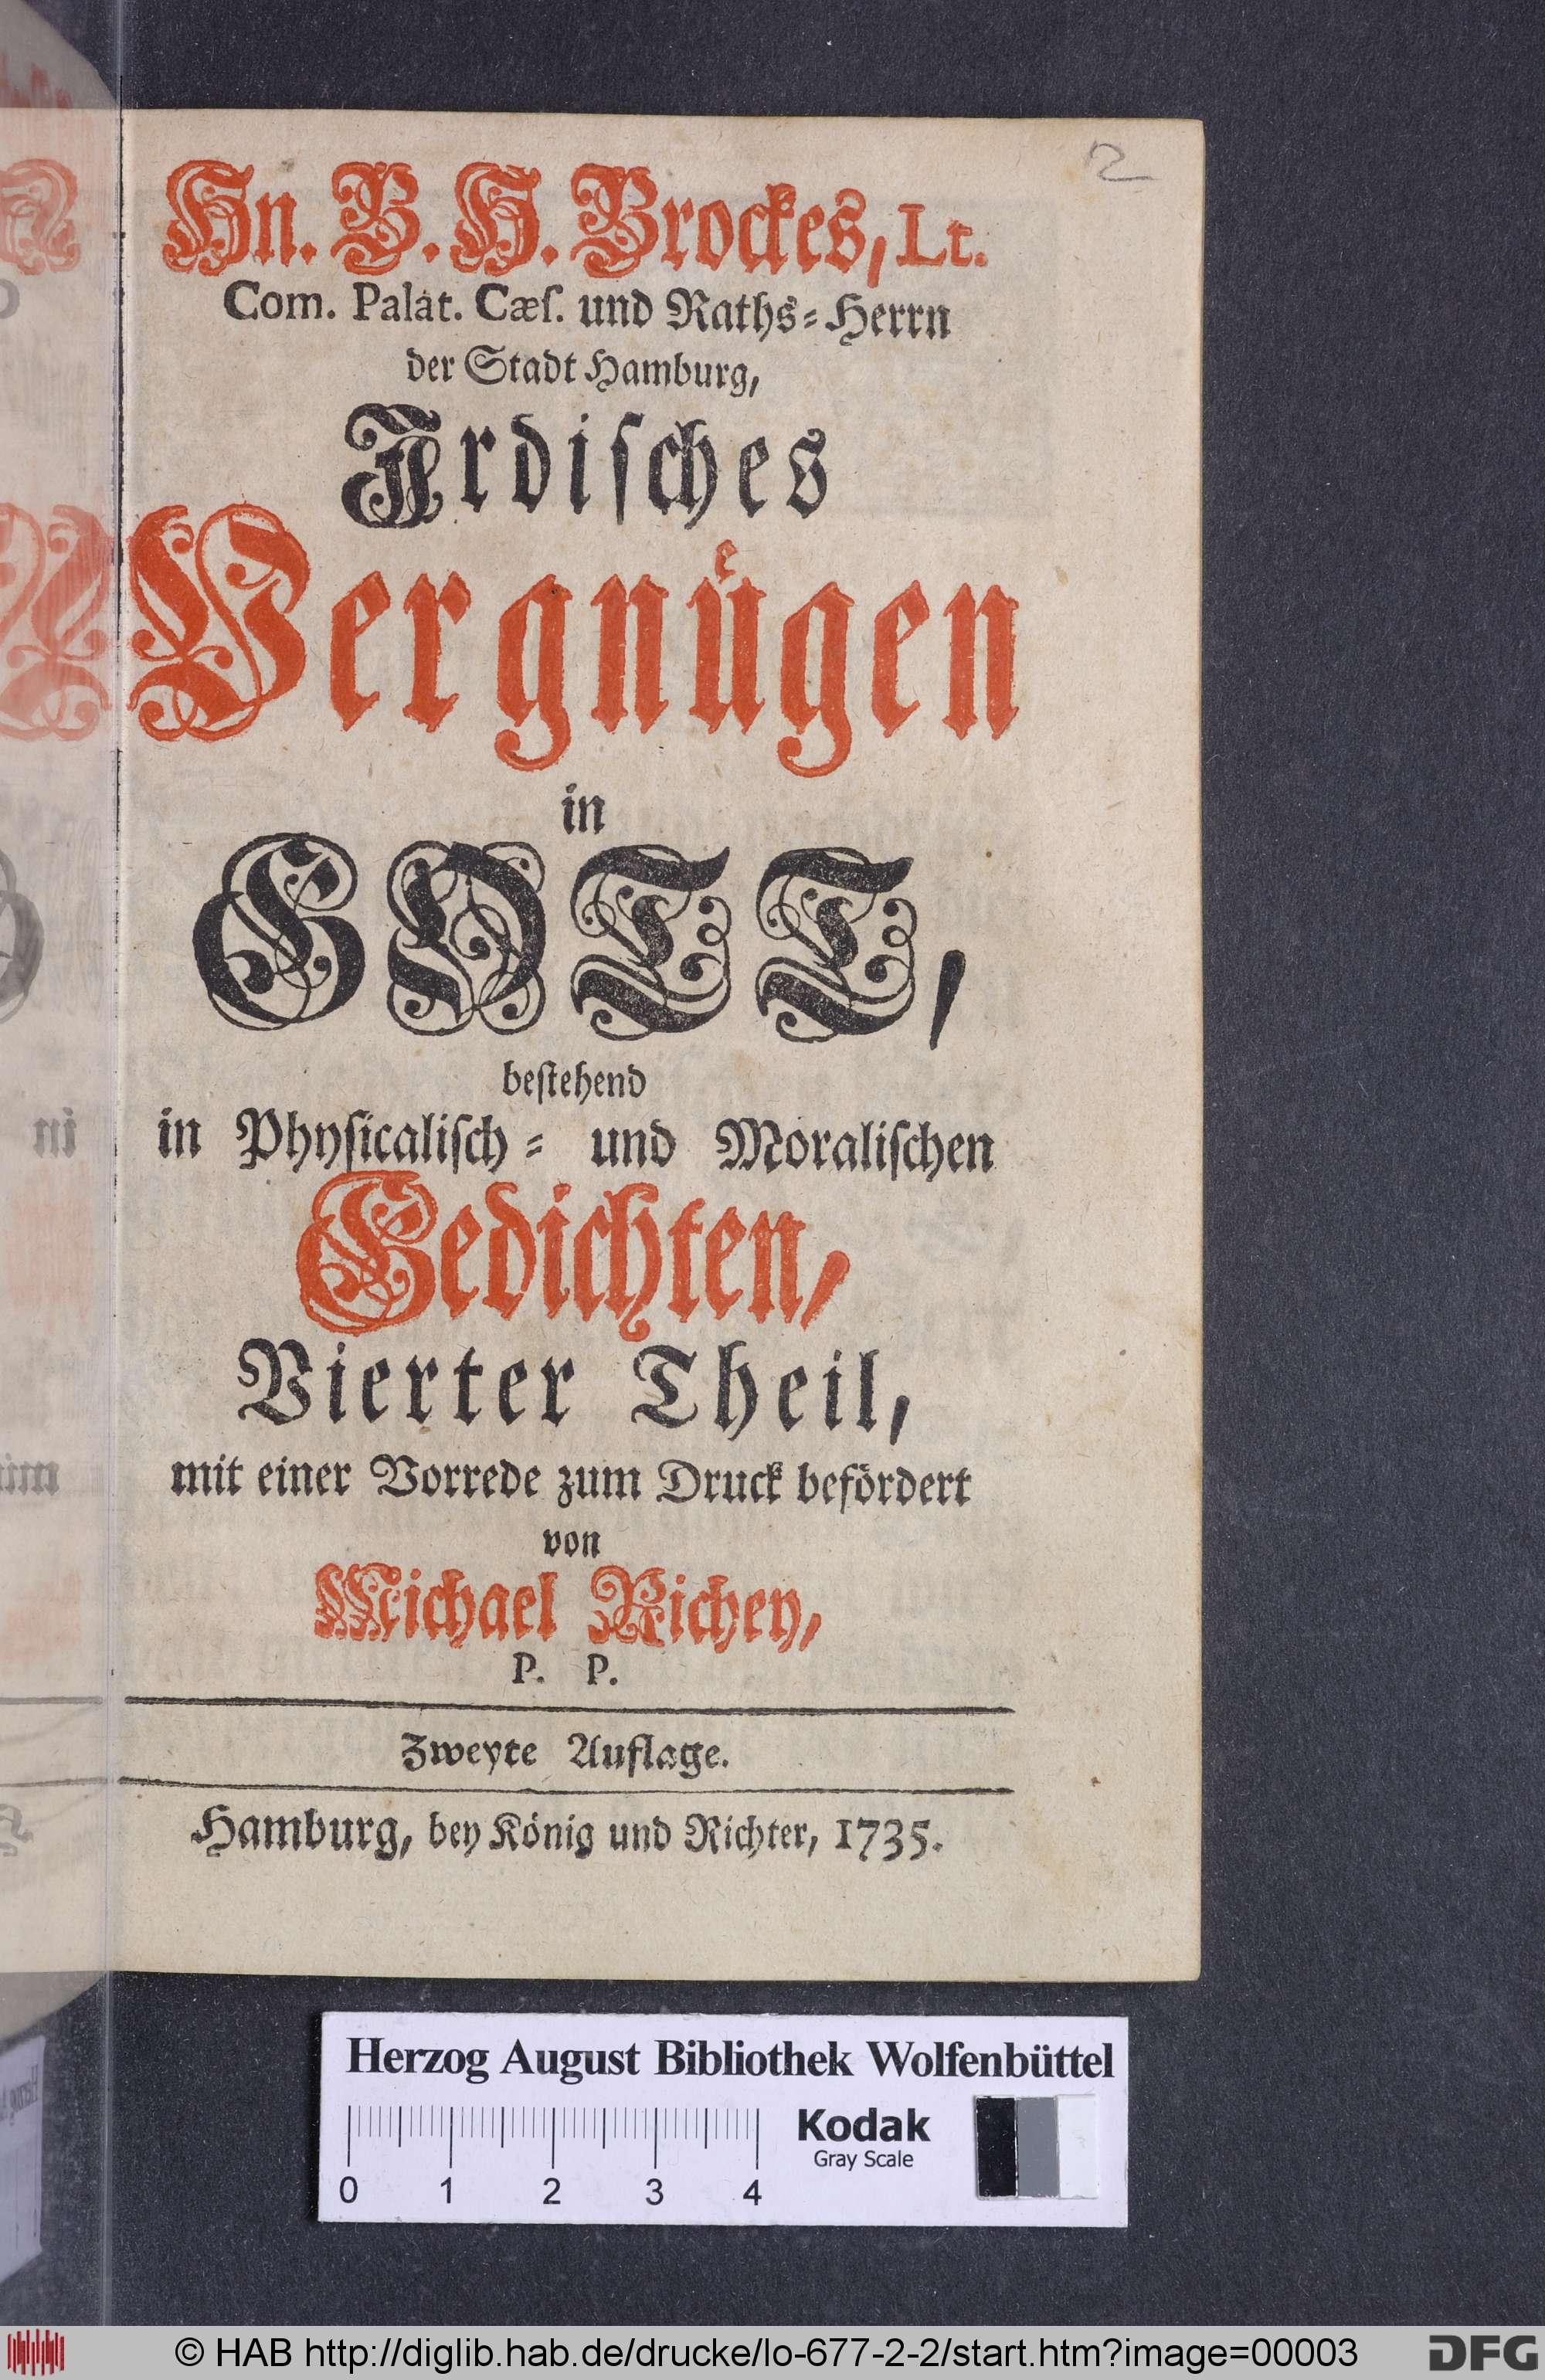 2
Hn. B. H. Brockes, Lt.
Com. Palat. Cæſ. und Raths-Herrn
der Stadt Hamburg,
Irdiſches
Vergnuͤgen
in
GOTT,
beſtehend
in Phyſicaliſch- und Moraliſchen
Gedichten,
Vierter Theil,
mit einer Vorrede zum Druck befördert
von
Michael Richey,
P. P.
Zweyte Auflage.
Hamburg, bey König und Richter, 1735.
Herzog August Bibliothek Wolfenbüttel
Kodak
Gray Scale
0 1 2 3 4
© HAB http://diglib.hab.de/drucke/lo-677-2-2/start.htm?image=00003
DFG